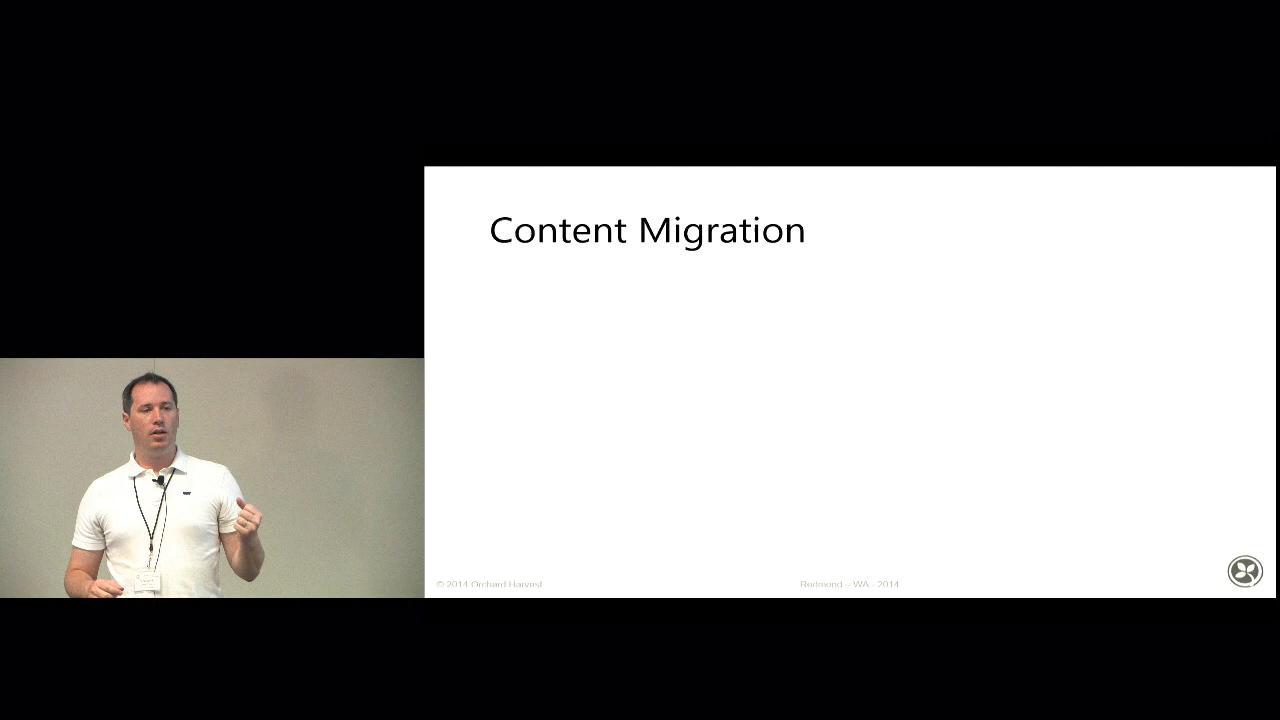 Content Migration
© 2014 Orchard Harvest
Redmond – WA - 2014